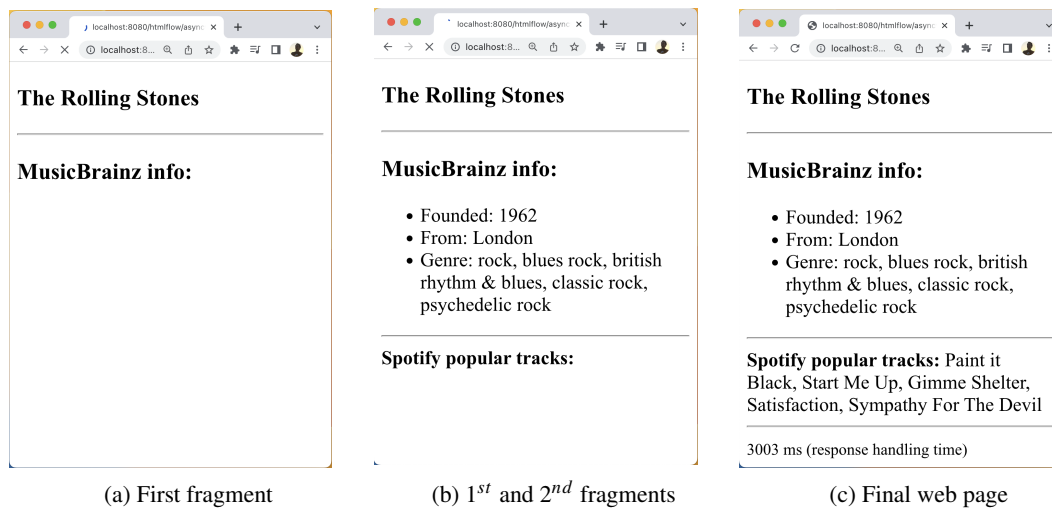 localhost:8080/htmlflow/async
localhost:8...
The Rolling Stones
MusicBrainz info:
(a) First fragment
localhost:8080/htmlflow/async
localhost:8...
The Rolling Stones
MusicBrainz info:
• Founded: 1962
• From: London
• Genre: rock, blues rock, british
rhythm & blues, classic rock,
psychedelic rock
Spotify popular tracks:
(b) 1st and 2nd fragments
localhost:8080/htmlflow/async
localhost:8...
The Rolling Stones
MusicBrainz info:
• Founded: 1962
• From: London
• Genre: rock, blues rock, british
rhythm & blues, classic rock,
psychedelic rock
Spotify popular tracks: Paint it
Black, Start Me Up, Gimme Shelter,
Satisfaction, Sympathy For The Devil
3003 ms (response handling time)
(c) Final web page